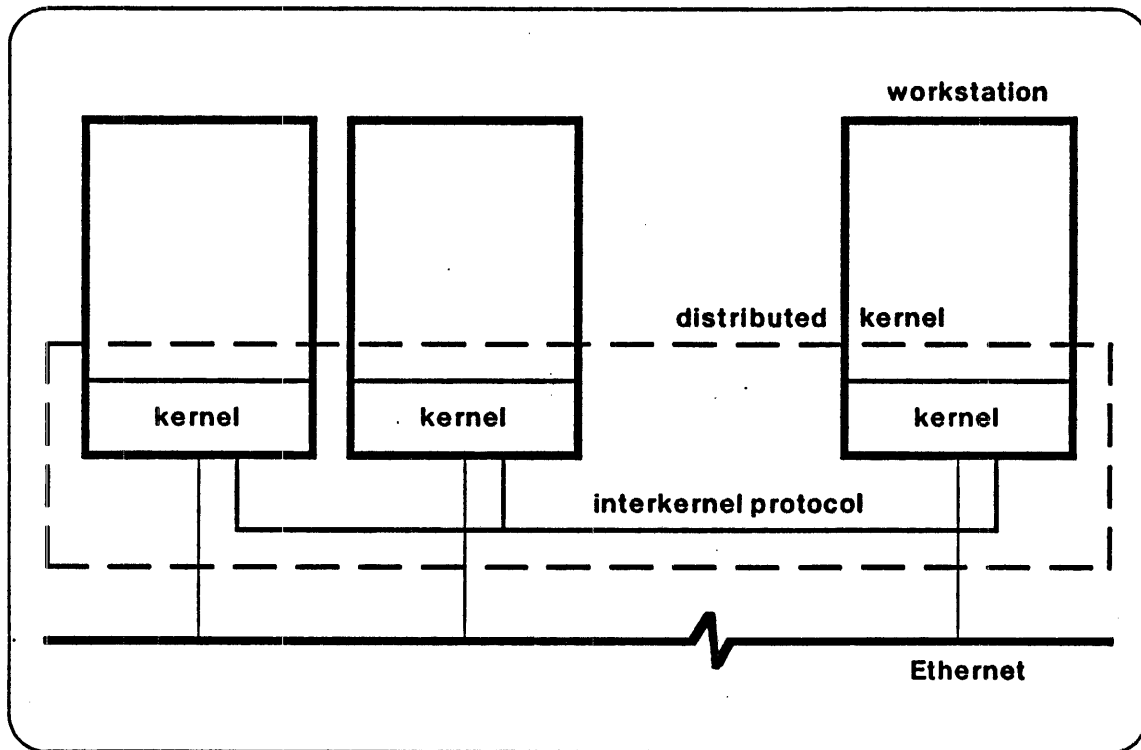 workstation
distributed kernel
kernel kernel kernel
interkernel protocol
Ethernet